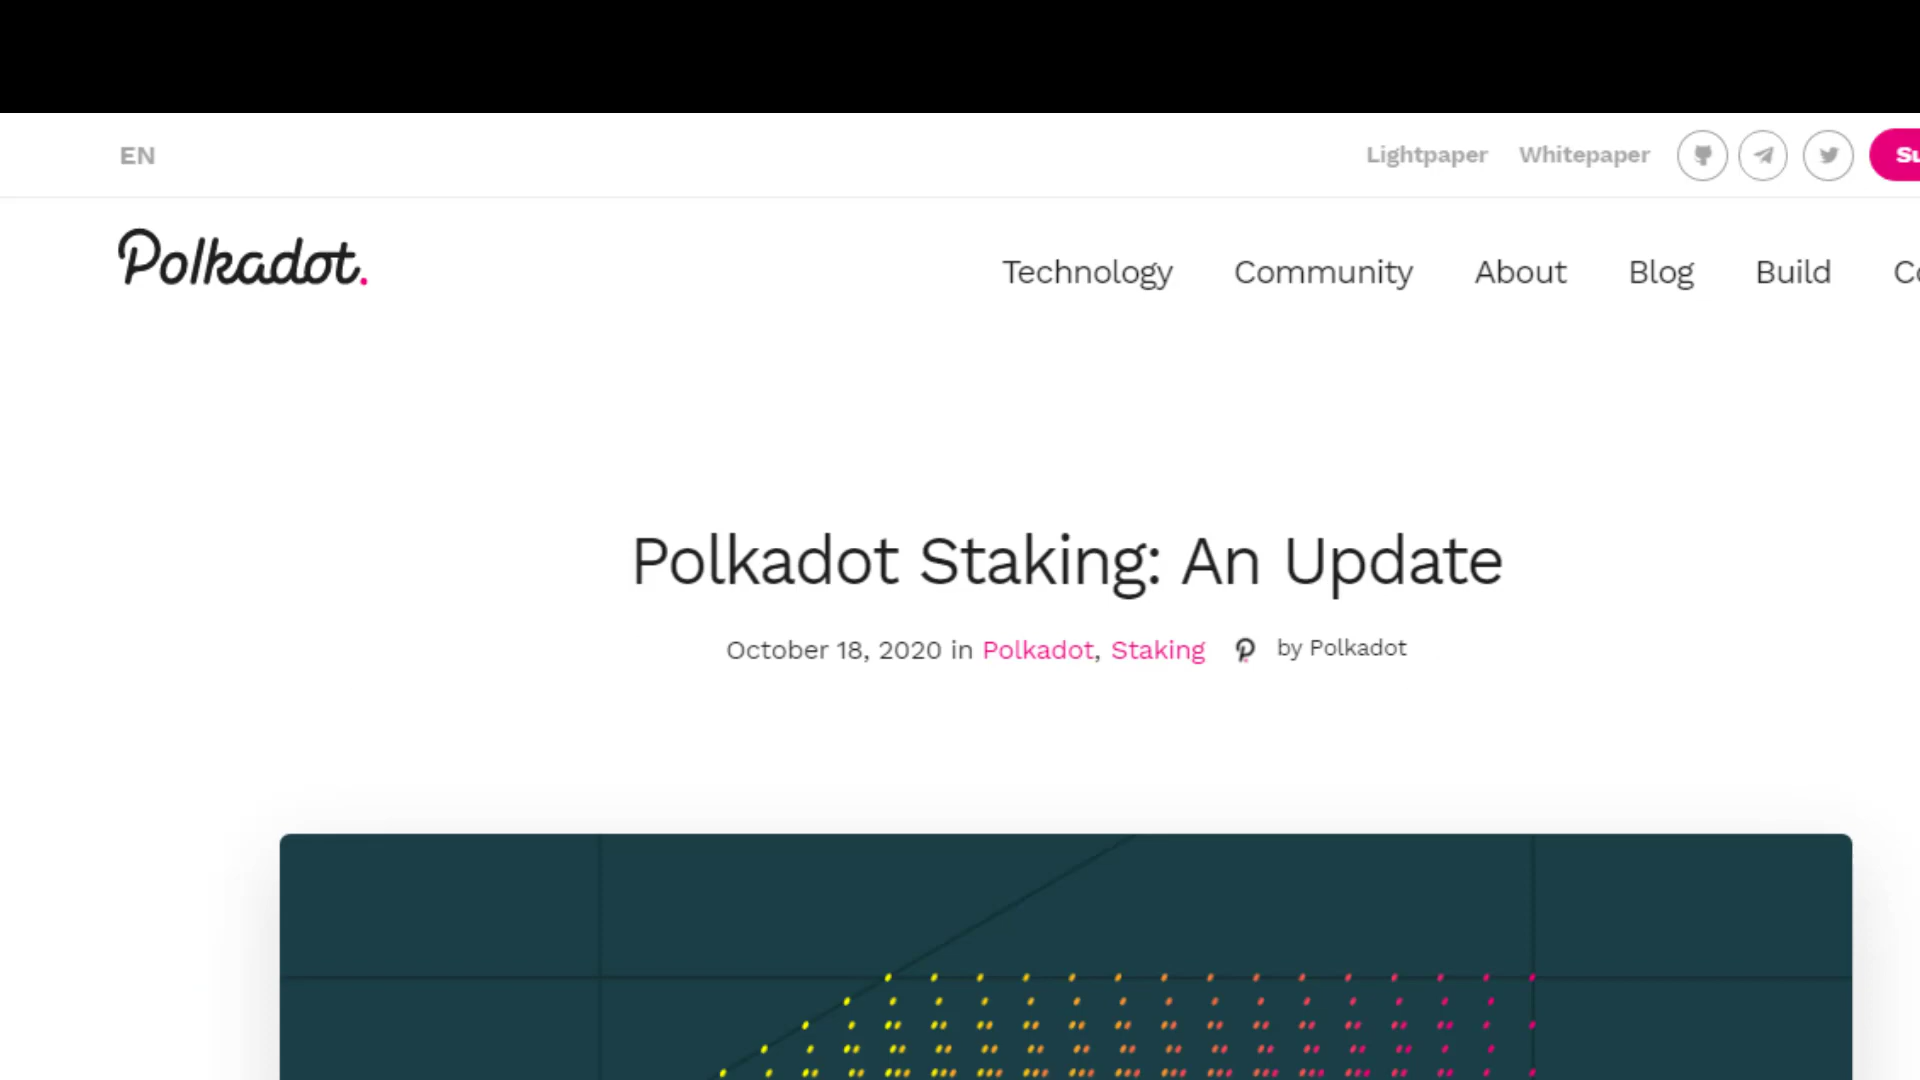 EN
Lightpaper Whitepaper
Polkadot.
Technology Community About Blog Build
Polkadot Staking: An Update
October 18, 2020 in Polkadot, Staking by Polkadot